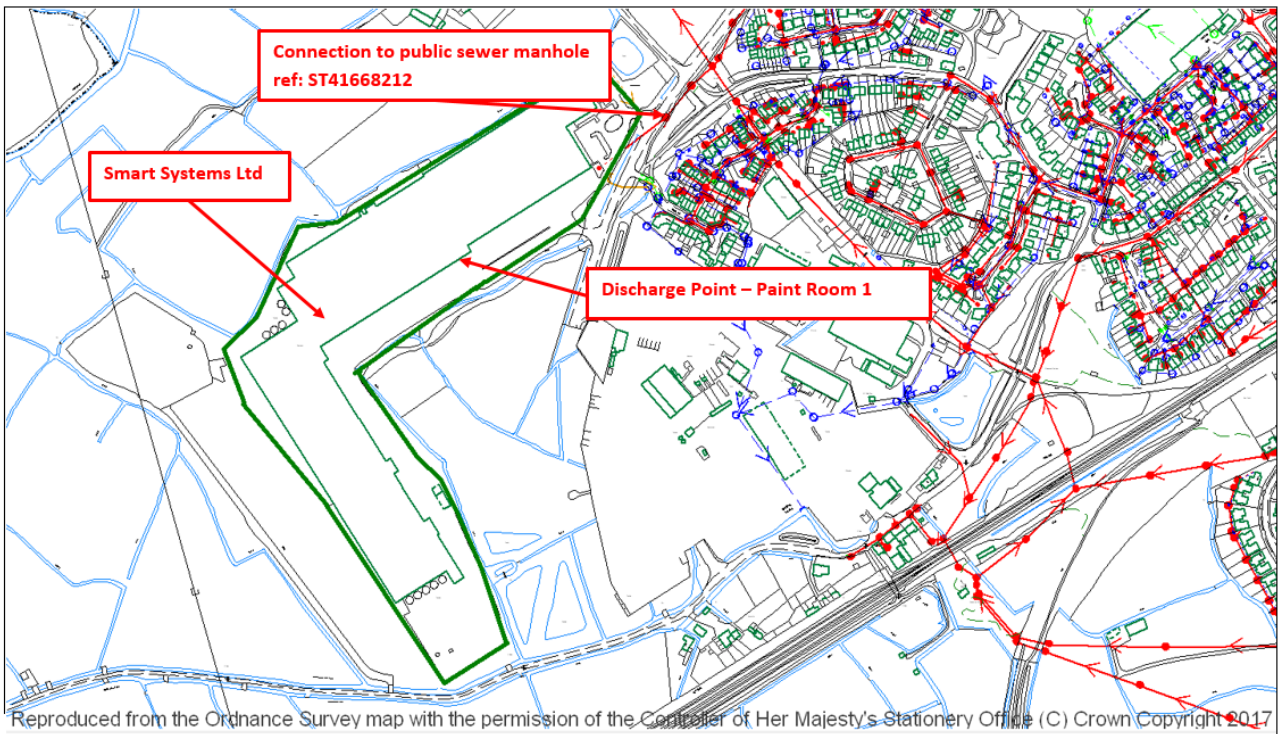 Connection to public sewer manhole
ref: ST41668212
Smart Systems Ltd
Discharge Point – Paint Room 1
Reproduced from the Ordnance Survey map with the permission of the Controller of Her Majesty's Stationery Office (C) Crown Copyright 2017